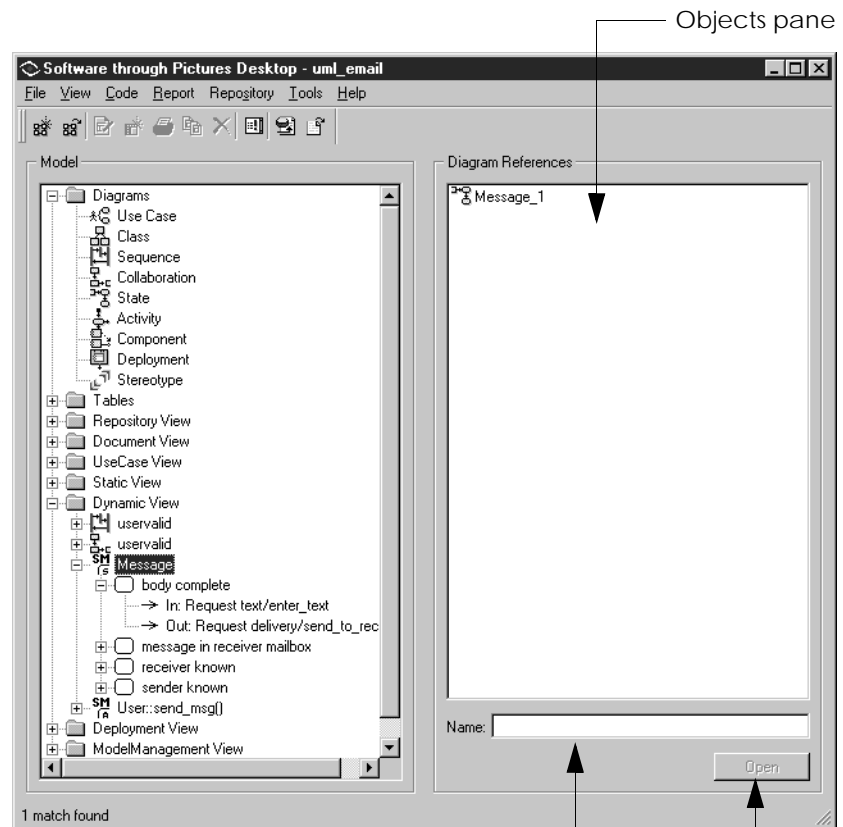 Objects pane
Software through Pictures Desktop - uml_email
File View Code Report Repository Tools Help
Model
Diagrams
Use Case
Class
Sequence
Collaboration
State
Activity
Component
Deployment
Stereotype
Tables
Repository View
Document View
UseCase View
Static View
Dynamic View
uservalid
uservalid
SM Message
body complete
In: Request text/enter_text
Out: Request delivery/send_to_rec
message in receiver mailbox
receiver known
sender known
SM User::send_msg()
Deployment View
ModelManagement View
Diagram References
Message_1
Name:
Open
1 match found